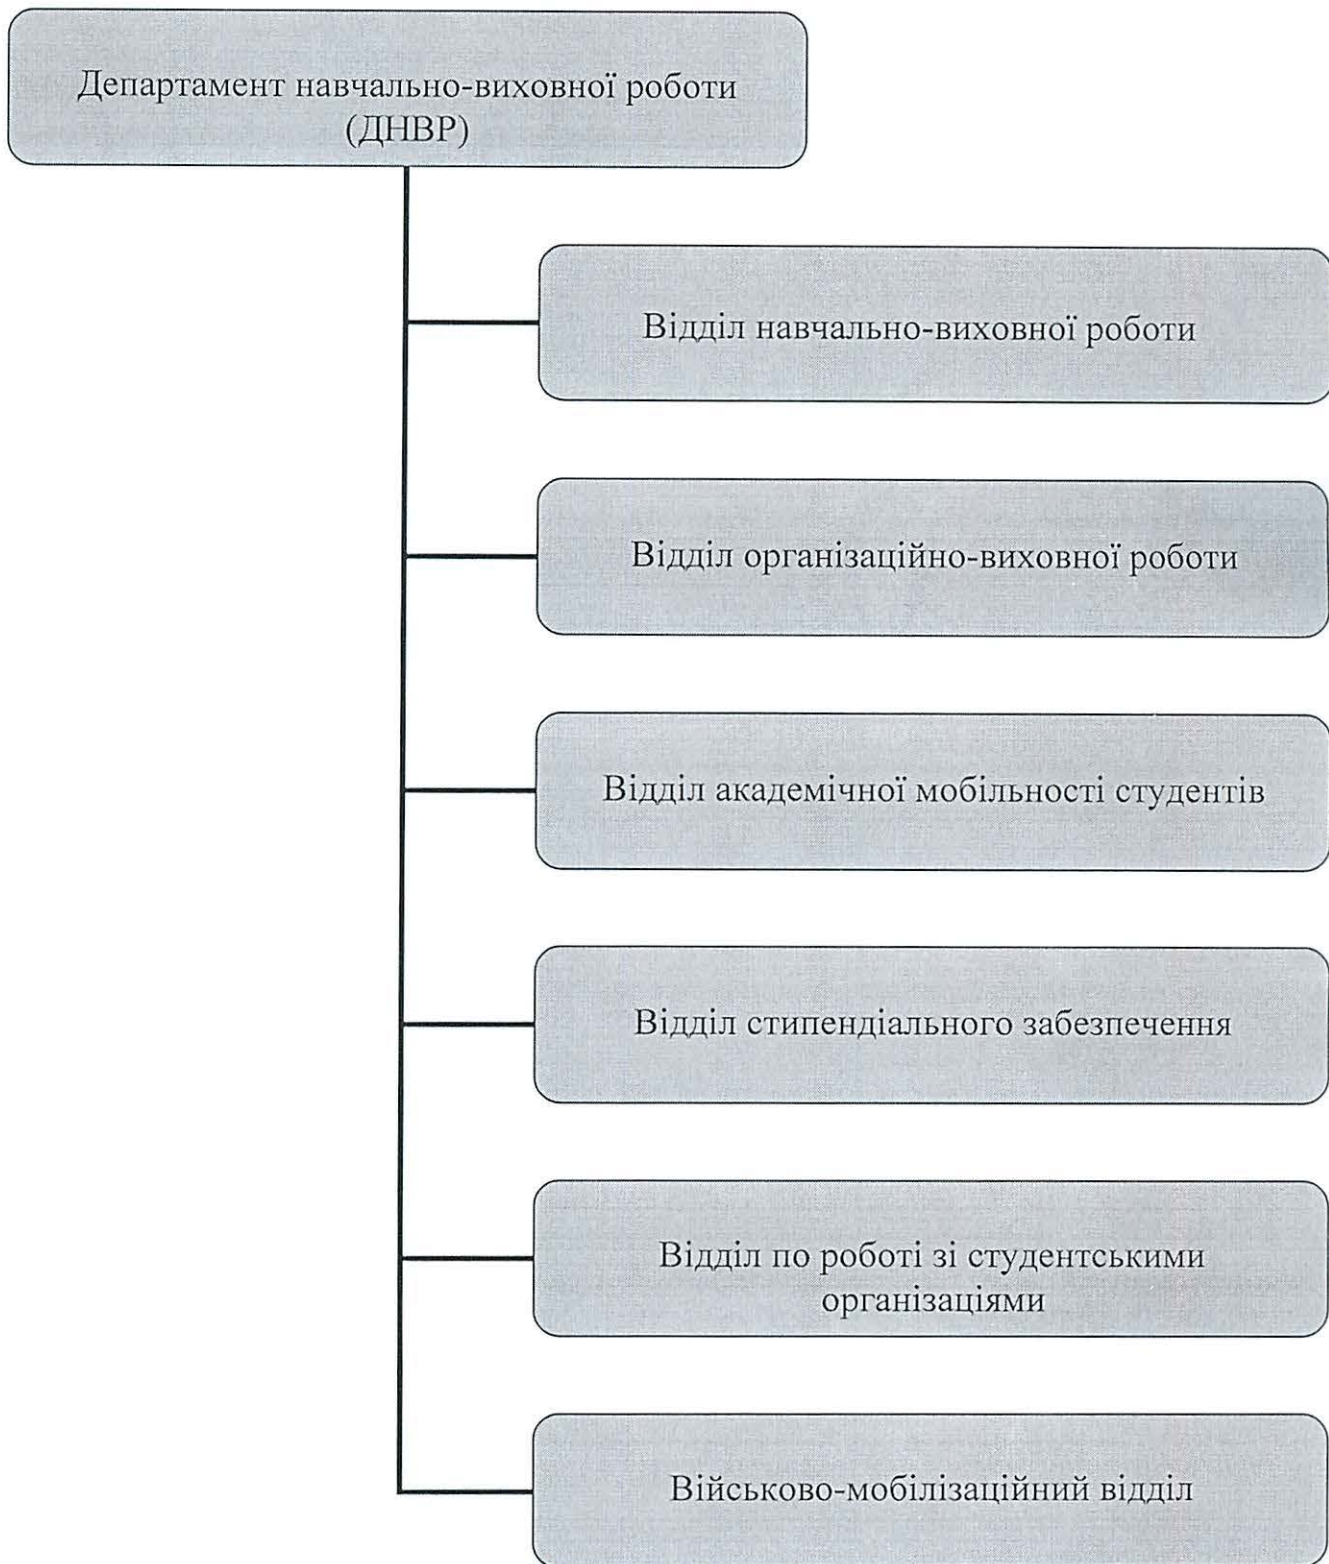 Департамент навчально-виховної роботи
(ДНВР)
Відділ навчально-виховної роботи
Відділ організаційно-виховної роботи
Відділ академічної мобільності студентів
Відділ стипендіального забезпечення
Відділ по роботі зі студентськими
організаціями
Військово-мобілізаційний відділ